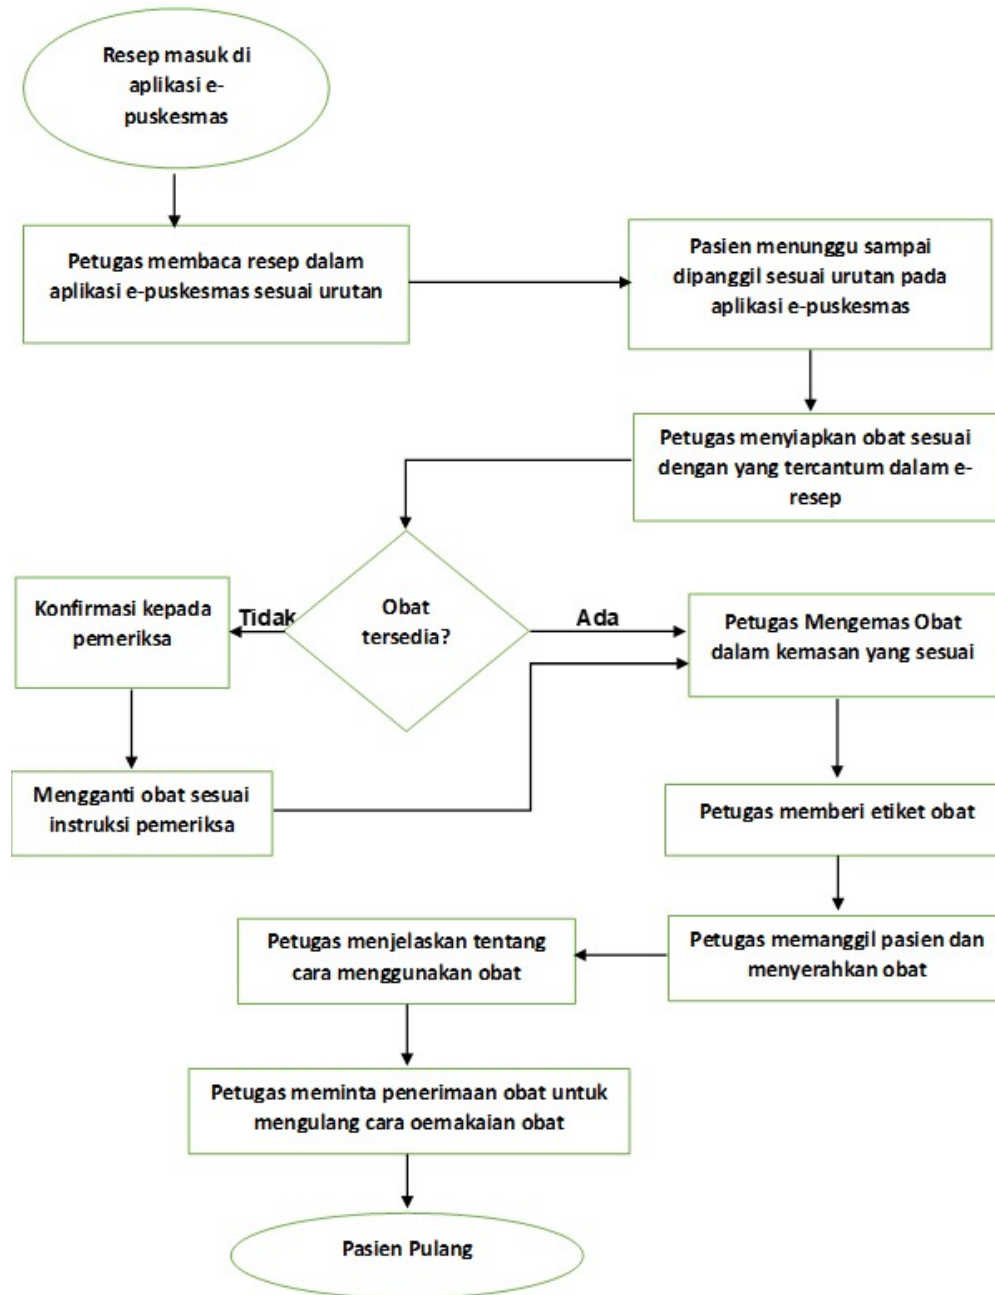 Resep masuk di
aplikasi e-
puskesmas
Petugas membaca resep dalam
aplikasi e-puskesmas sesuai urutan
Pasien menunggu sampai
dipanggil sesuai urutan pada
aplikasi e-puskesmas
Petugas menyiapkan obat sesuai
dengan yang tercantum dalam e-
resep
Obat
tersedia?
Tidak
Ada
Konfirmasi kepada
pemeriksa
Mengganti obat sesuai
instruksi pemeriksa
Petugas Mengemas Obat
dalam kemasan yang sesuai
Petugas memberi etiket obat
Petugas memanggil pasien dan
menyerahkan obat
Petugas menjelaskan tentang
cara menggunakan obat
Petugas meminta penerimaan obat untuk
mengulang cara oemakaian obat
Pasien Pulang